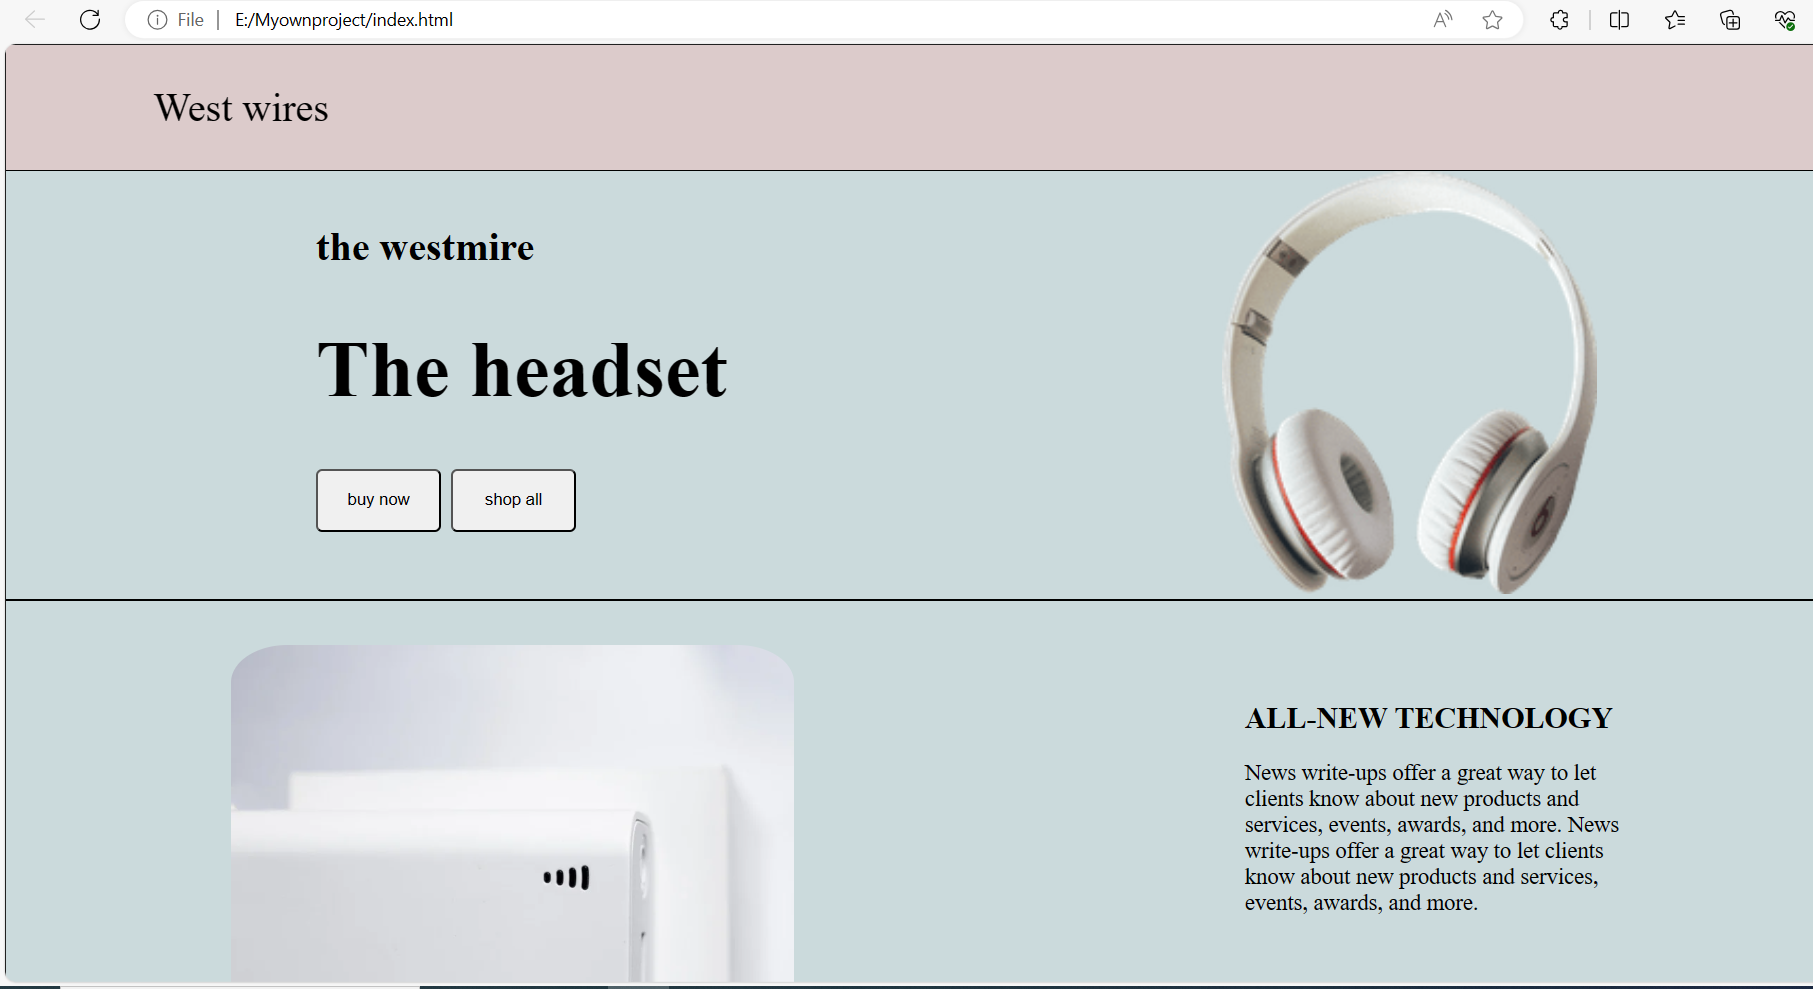 File
E:/Myownproject/index.html
West wires
the westmire
The headset
buy now
shop all
ALL-NEW TECHNOLOGY
News write-ups offer a great way to let
clients know about new products and
services, events, awards, and more. News
write-ups offer a great way to let clients
know about new products and services,
events, awards, and more.